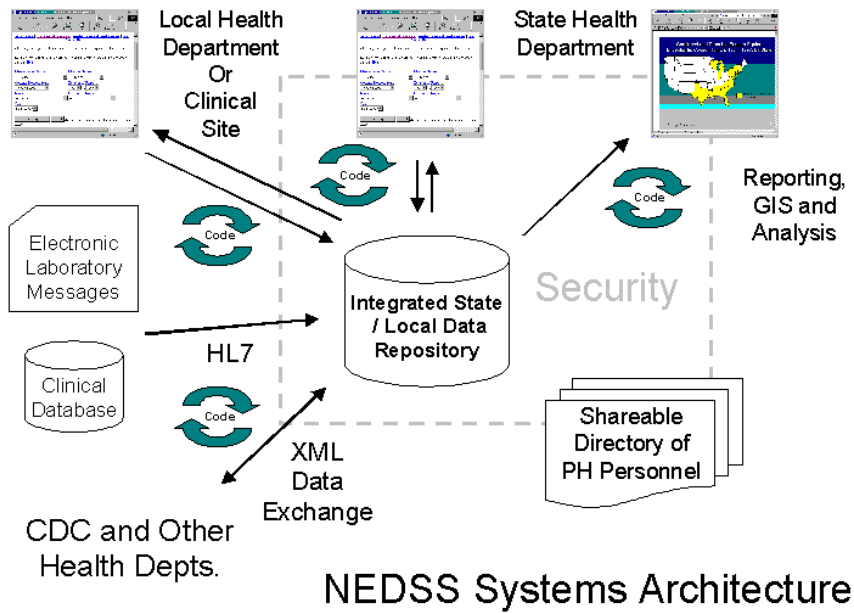 Local Health
Department
Or
Clinical
Site
State Health
Department
Code
Code
Code
Reporting,
GIS and
Analysis
Electronic
Laboratory
Messages
Integrated State
/ Local Data
Repository
Security
HL7
Clinical
Database
Code
Shareable
Directory of
PH Personnel
XML
Data
Exchange
CDC and Other
Health Depts.
NEDSS Systems Architecture